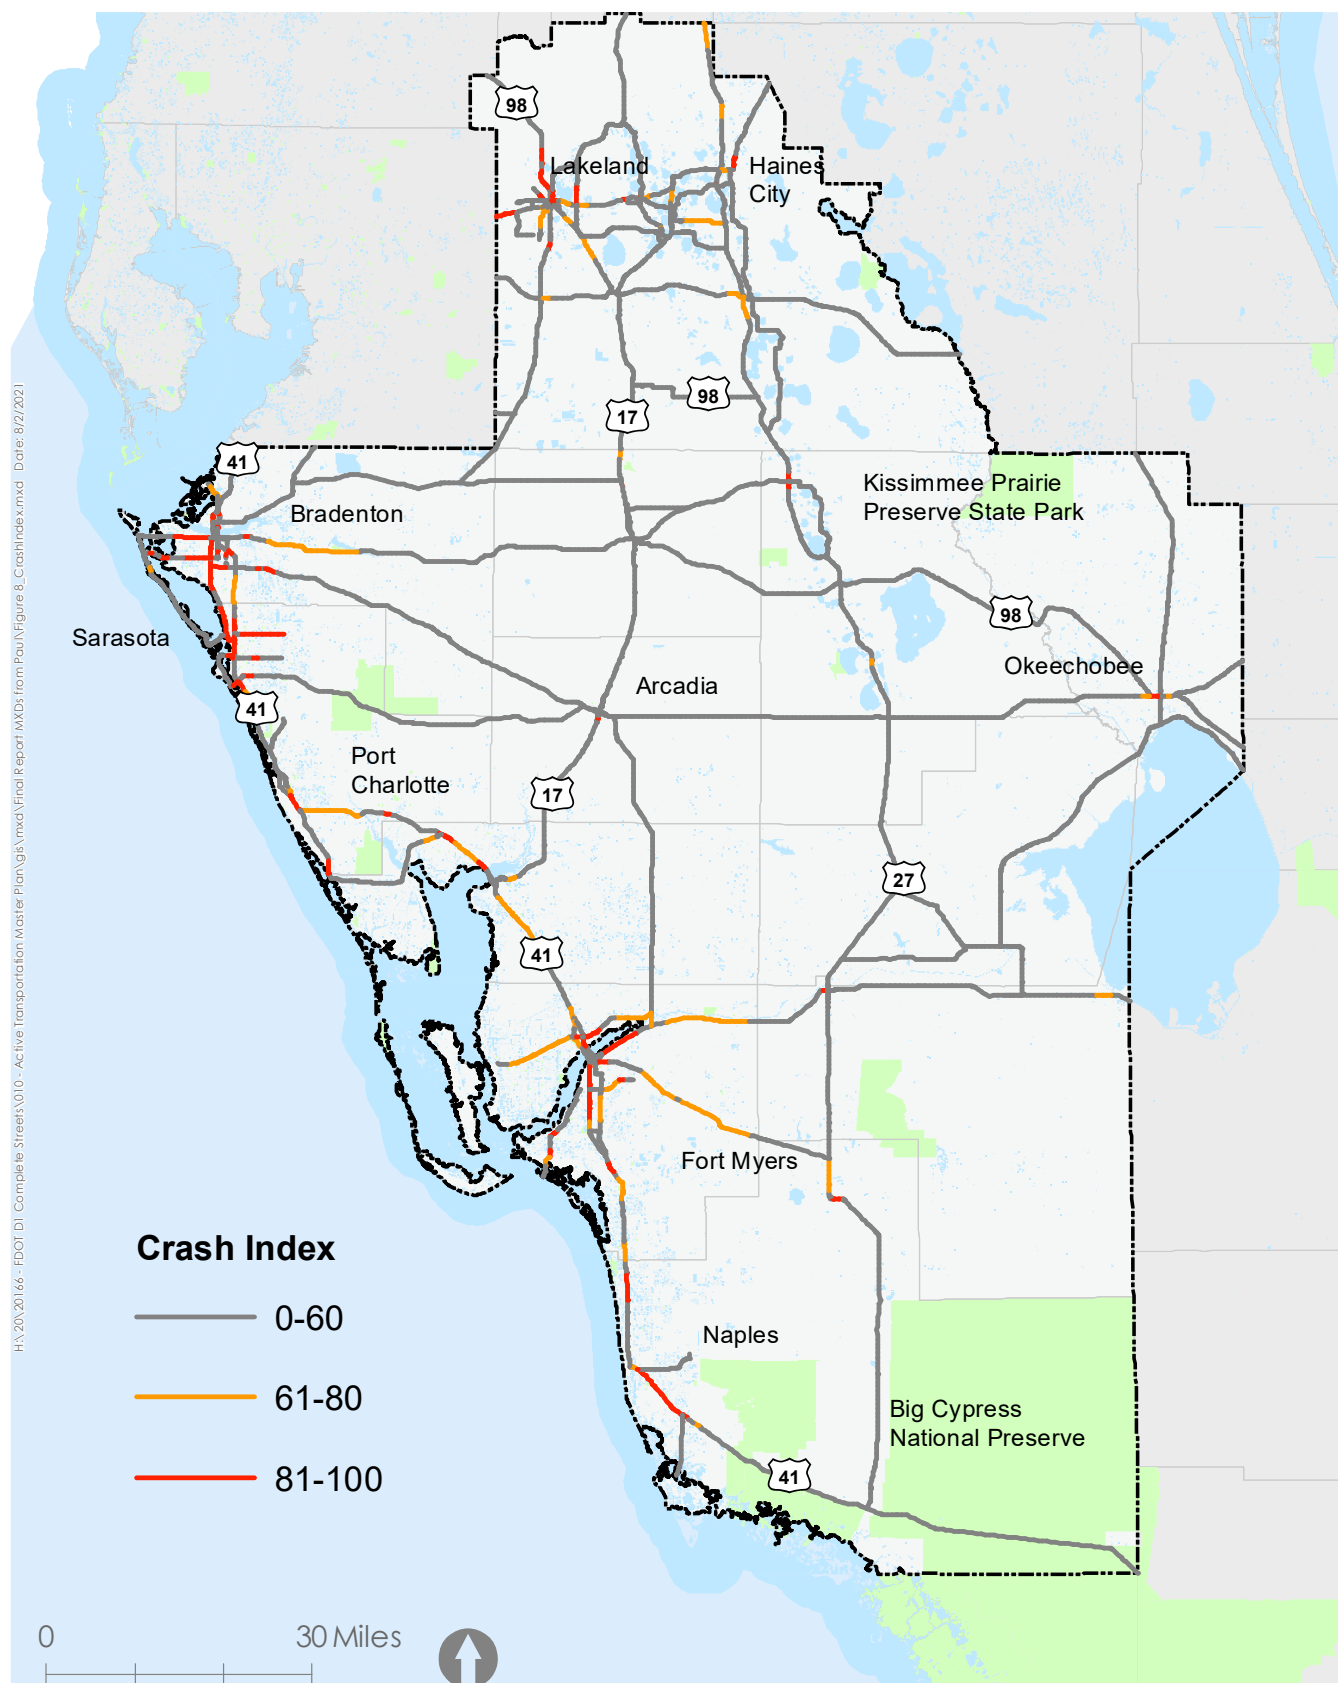 98
Lakeland
Haines
City
98
17
41
Kissimmee Prairie
Preserve State Park
Bradenton
98
Sarasota
Okeechobee
Arcadia
41
Port
Charlotte
17
27
41
Fort Myers
Crash Index
0-60
61-80
81-100
Naples
Big Cypress
National Preserve
41
0
30 Miles
H:\20\20166 - FDOT D1 Complete Streets\010 - Active Transportation Master Plan\gis\mxd\Final Report MXDs from Paul\Figure 8_CrashIndex.mxd Date: 8/2/2021